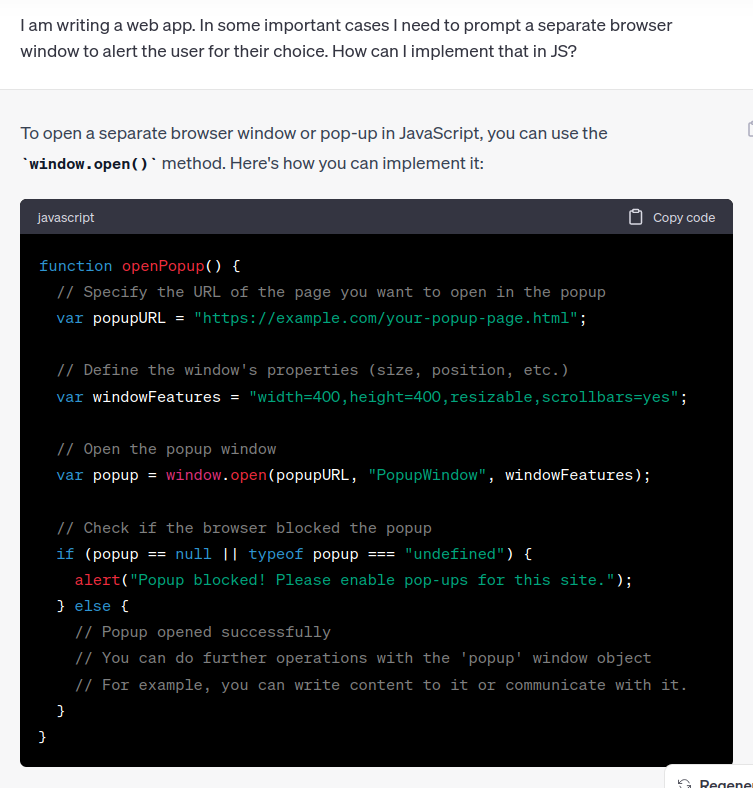 I am writing a web app. In some important cases I need to prompt a separate browser
window to alert the user for their choice. How can I implement that in JS?
To open a separate browser window or pop-up in JavaScript, you can use the
`window.open()` method. Here's how you can implement it:
javascript
Copy code
function openPopup() {
  // Specify the URL of the page you want to open in the popup
  var popupURL = "https://example.com/your-popup-page.html";

  // Define the window's properties (size, position, etc.)
  var windowFeatures = "width=400,height=400,resizable,scrollbars=yes";

  // Open the popup window
  var popup = window.open(popupURL, "PopupWindow", windowFeatures);

  // Check if the browser blocked the popup
  if (popup == null || typeof popup === "undefined") {
    alert("Popup blocked! Please enable pop-ups for this site.");
  } else {
    // Popup opened successfully
    // You can do further operations with the 'popup' window object
    // For example, you can write content to it or communicate with it.
  }
}